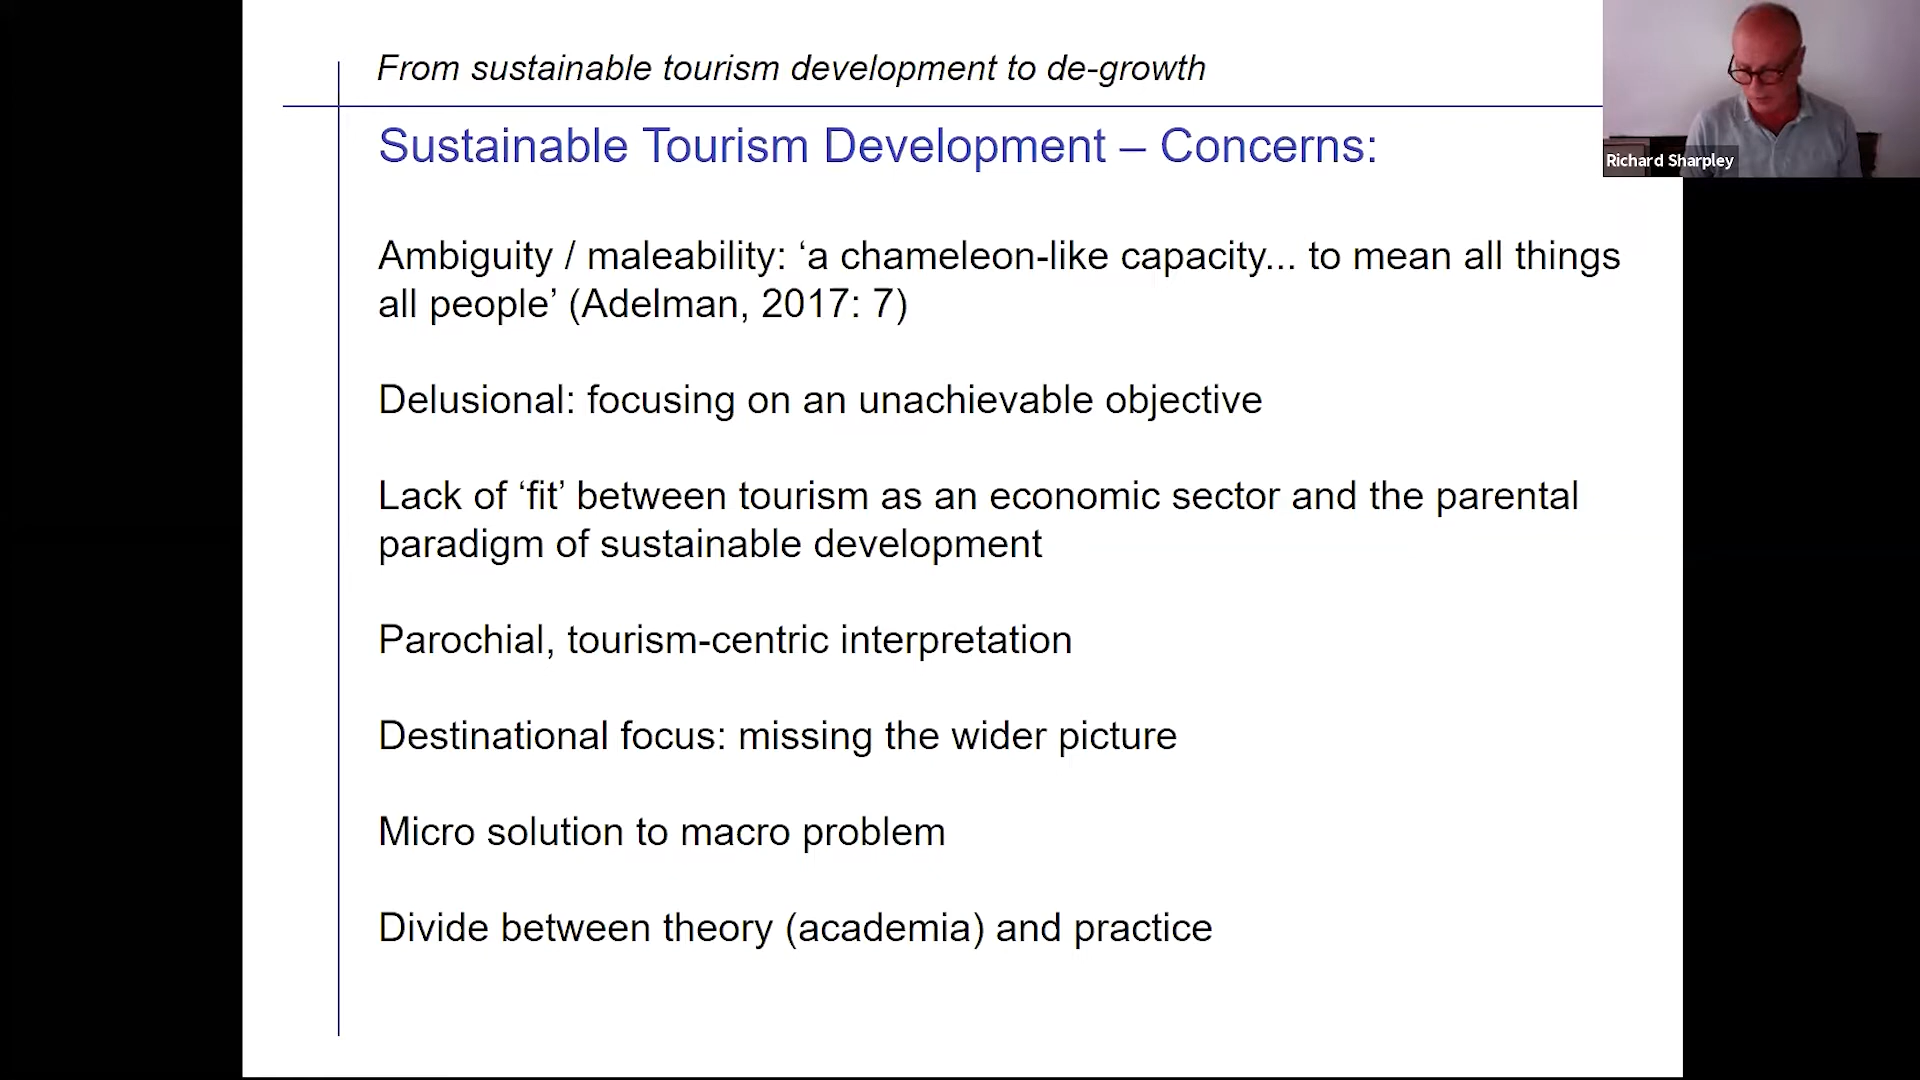 From sustainable tourism development to de-growth
Richard Sharpley
Sustainable Tourism Development – Concerns:
Ambiguity / maleability: ‘a chameleon-like capacity... to mean all things
all people’ (Adelman, 2017: 7)
Delusional: focusing on an unachievable objective
Lack of ‘fit’ between tourism as an economic sector and the parental
paradigm of sustainable development
Parochial, tourism-centric interpretation
Destinational focus: missing the wider picture
Micro solution to macro problem
Divide between theory (academia) and practice